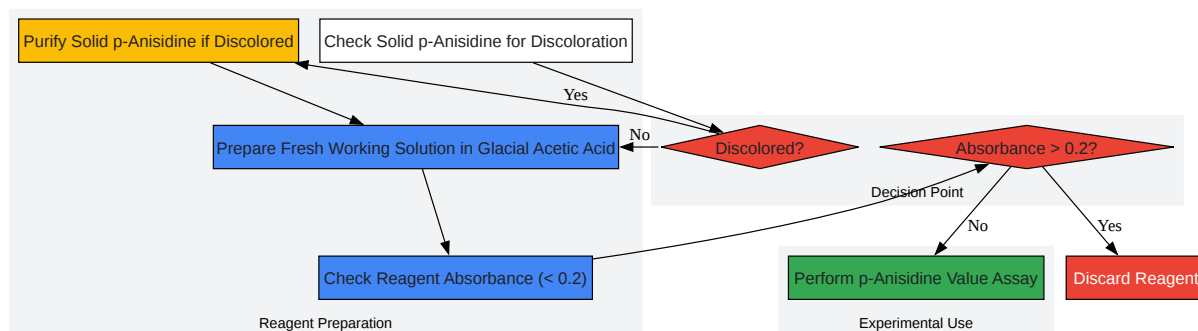 Purify Solid p-Anisidine if Discolored
Check Solid p-Anisidine for Discoloration
Yes
No
Prepare Fresh Working Solution in Glacial Acetic Acid
Discolored?
Absorbance > 0.2?
Decision Point
No
Yes
Check Reagent Absorbance (< 0.2)
Perform p-Anisidine Value Assay
Discard Reagent
Reagent Preparation
Experimental Use